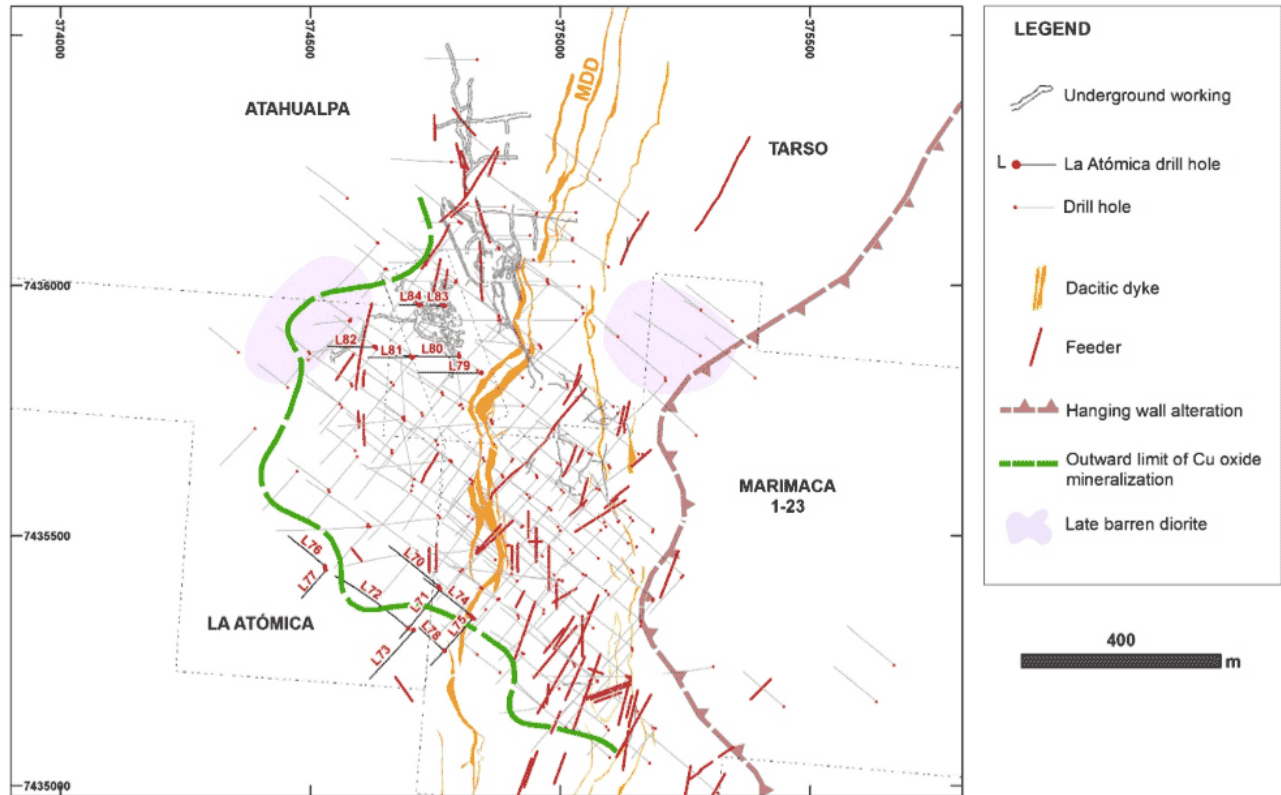 374000
374500
375000
375500
MDD
ATAHUALPA
TARSO
7436000
L84
L83
L82
L81
L80
L79
MARIMACA
1-23
7435500
L76
L77
L70
L72
L71
L74
L75
L78
L73
LA ATÓMICA
7435000
LEGEND
Underground working
L
La Atómica drill hole
Drill hole
Dacitic dyke
Feeder
Hanging wall alteration
Outward limit of Cu oxide
mineralization
Late barren diorite
400
m